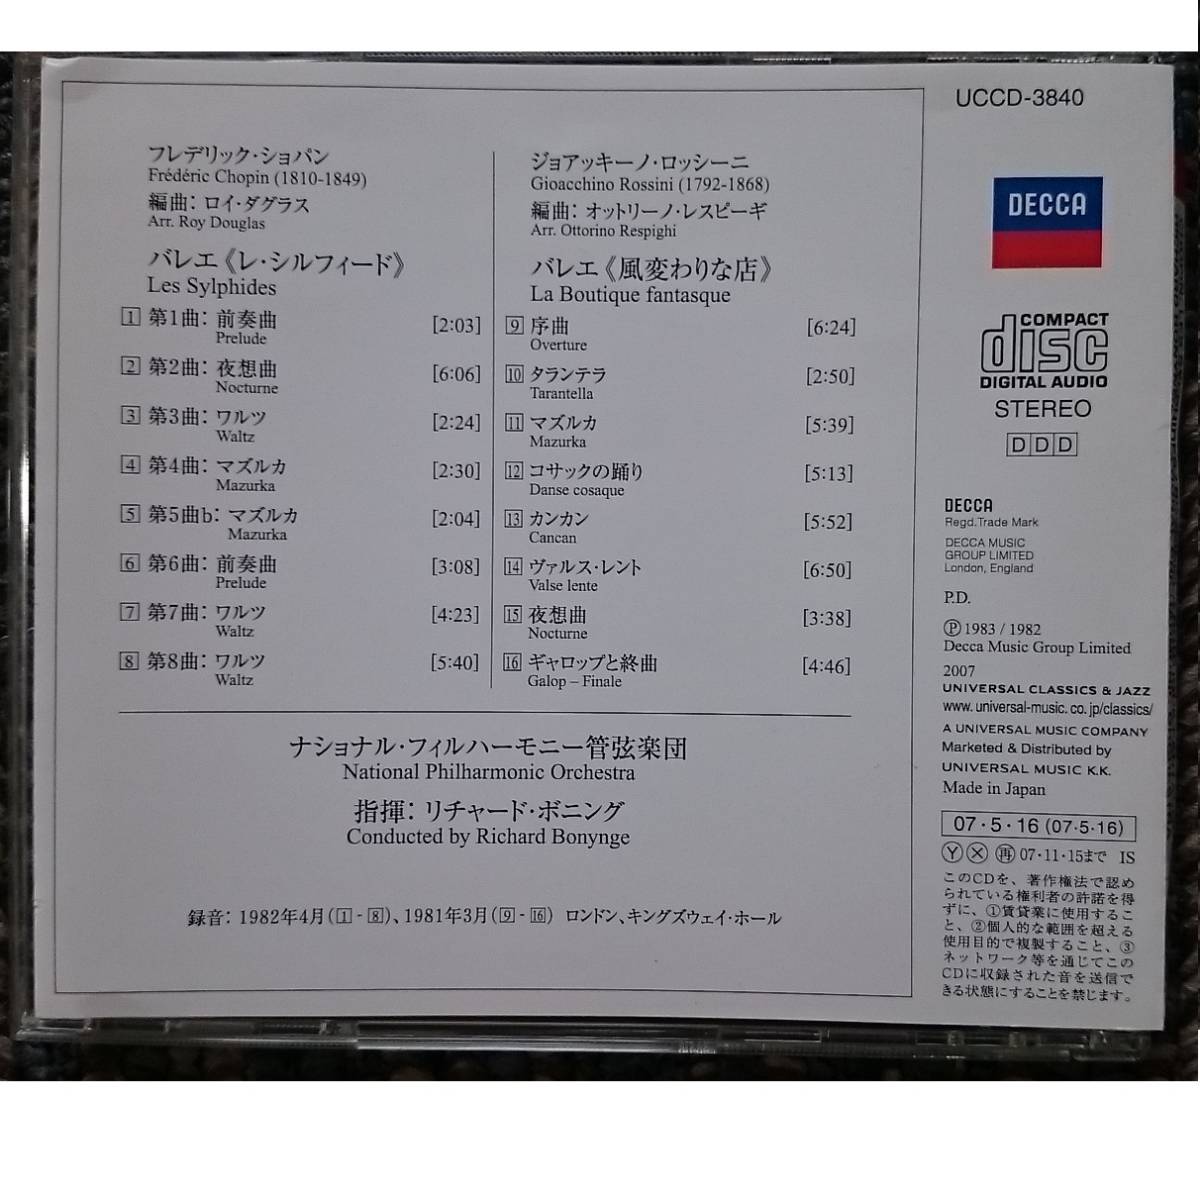 フレデリック・ショパン
Frédéric Chopin (1810-1849)
編曲: ロイ・ダグラス
Arr. Roy Douglas
バレエ《レ・シルフィード》
Les Sylphides
1 第1曲: 前奏曲 [2:03]
Prelude
2 第2曲: 夜想曲 [6:06]
Nocturne
3 第3曲: ワルツ [2:24]
Waltz
4 第4曲: マズルカ [2:30]
Mazurka
5 第5曲b: マズルカ [2:04]
Mazurka
6 第6曲: 前奏曲 [3:08]
Prelude
7 第7曲: ワルツ [4:23]
Waltz
8 第8曲: ワルツ [5:40]
Waltz
ジョアッキーノ・ロッシーニ
Gioacchino Rossini (1792-1868)
編曲: オットリーノ・レスピーギ
Arr. Ottorino Respighi
バレエ《風変わりな店》
La Boutique fantasque
9 序曲 [6:24]
Overture
10 タランテラ [2:50]
Tarantella
11 マズルカ [5:39]
Mazurka
12 コサックの踊り [5:13]
Danse cosaque
13 カンカン [5:52]
Cancan
14 ヴァルス・レント [6:50]
Valse lente
15 夜想曲 [3:38]
Nocturne
16 ギャロップと終曲 [4:46]
Galop – Finale
ナショナル・フィルハーモニー管弦楽団
National Philharmonic Orchestra
指揮: リチャード・ボニング
Conducted by Richard Bonynge
録音: 1982年4月(1-8)、1981年3月(9-16) ロンドン、キングズウェイ・ホール
UCCD-3840
DECCA
COMPACT
disc
DIGITAL AUDIO
STEREO
DDD
DECCA
Regd. Trade Mark
DECCA MUSIC
GROUP LIMITED
London, England
P.D.
Ⓟ 1983 / 1982
Decca Music Group Limited
2007
UNIVERSAL CLASSICS & JAZZ
www.universal-music.co.jp/classics/
A UNIVERSAL MUSIC COMPANY
Marketed & Distributed by
UNIVERSAL MUSIC K.K.
Made in Japan
07・5・16 (07・5・16)
Ⓨ Ⓧ 再 07・11・15まで IS
このCDを、著作権法で認め
られている権利者の許諾を得
ずに、①賃貸業に使用するこ
と、②個人的な範囲を超える
使用目的で複製すること、③
ネットワーク等を通じてこの
CDに収録された音を送信で
きる状態にすることを禁じます。